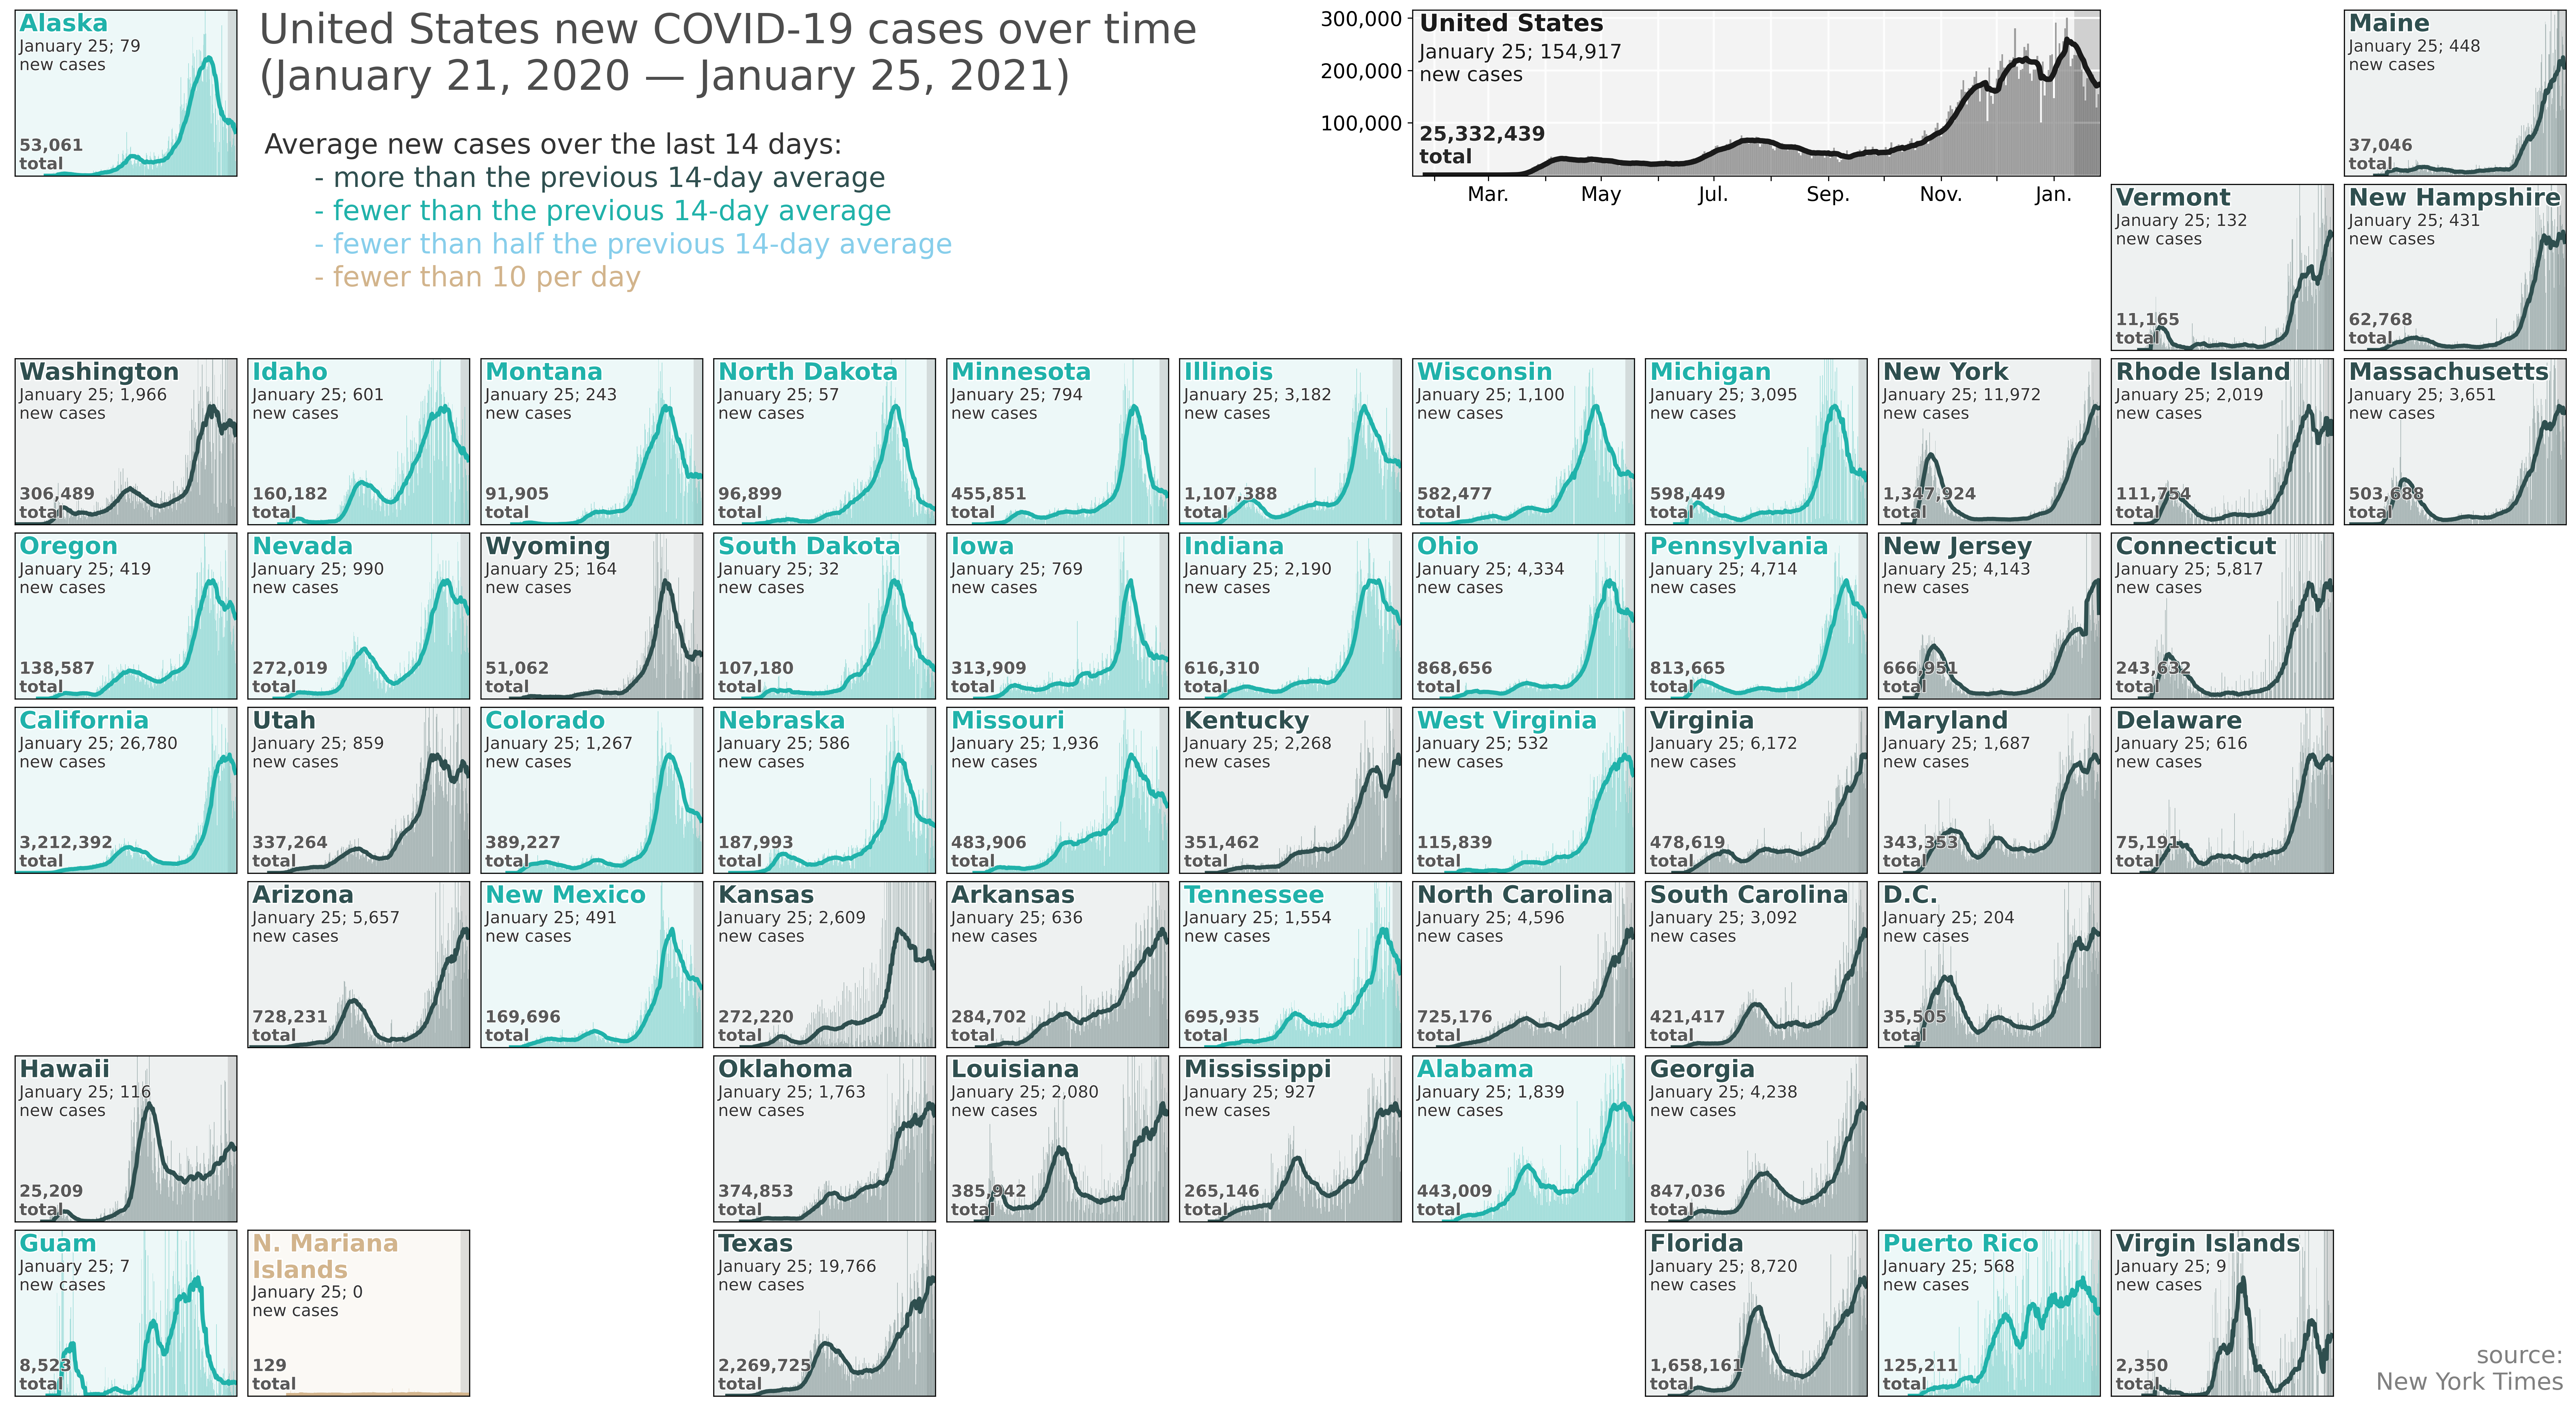 Alaska
January 25; 79
new cases
53,061
total
United States new COVID-19 cases over time
(January 21, 2020 — January 25, 2021)
Average new cases over the last 14 days:
- more than the previous 14-day average
- fewer than the previous 14-day average
- fewer than half the previous 14-day average
- fewer than 10 per day
300,000
200,000
100,000
United States
January 25; 154,917
new cases
25,332,439
total
Mar.
May
Jul.
Sep.
Nov.
Jan.
Maine
January 25; 448
new cases
37,046
total
Vermont
January 25; 132
new cases
11,165
total
New Hampshire
January 25; 431
new cases
62,768
total
Washington
January 25; 1,966
new cases
306,489
total
Idaho
January 25; 601
new cases
160,182
total
Montana
January 25; 243
new cases
91,905
total
North Dakota
January 25; 57
new cases
96,899
total
Minnesota
January 25; 794
new cases
455,851
total
Illinois
January 25; 3,182
new cases
1,107,388
total
Wisconsin
January 25; 1,100
new cases
582,477
total
Michigan
January 25; 3,095
new cases
598,449
total
New York
January 25; 11,972
new cases
1,347,924
total
Rhode Island
January 25; 2,019
new cases
111,754
total
Massachusetts
January 25; 3,651
new cases
503,688
total
Oregon
January 25; 419
new cases
138,587
total
Nevada
January 25; 990
new cases
272,019
total
Wyoming
January 25; 164
new cases
51,062
total
South Dakota
January 25; 32
new cases
107,180
total
Iowa
January 25; 769
new cases
313,909
total
Indiana
January 25; 2,190
new cases
616,310
total
Ohio
January 25; 4,334
new cases
868,656
total
Pennsylvania
January 25; 4,714
new cases
813,665
total
New Jersey
January 25; 4,143
new cases
666,951
total
Connecticut
January 25; 5,817
new cases
243,632
total
California
January 25; 26,780
new cases
3,212,392
total
Utah
January 25; 859
new cases
337,264
total
Colorado
January 25; 1,267
new cases
389,227
total
Nebraska
January 25; 586
new cases
187,993
total
Missouri
January 25; 1,936
new cases
483,906
total
Kentucky
January 25; 2,268
new cases
351,462
total
West Virginia
January 25; 532
new cases
115,839
total
Virginia
January 25; 6,172
new cases
478,619
total
Maryland
January 25; 1,687
new cases
343,353
total
Delaware
January 25; 616
new cases
75,191
total
Arizona
January 25; 5,657
new cases
728,231
total
New Mexico
January 25; 491
new cases
169,696
total
Kansas
January 25; 2,609
new cases
272,220
total
Arkansas
January 25; 636
new cases
284,702
total
Tennessee
January 25; 1,554
new cases
695,935
total
North Carolina
January 25; 4,596
new cases
725,176
total
South Carolina
January 25; 3,092
new cases
421,417
total
D.C.
January 25; 204
new cases
35,505
total
Hawaii
January 25; 116
new cases
25,209
total
Oklahoma
January 25; 1,763
new cases
374,853
total
Louisiana
January 25; 2,080
new cases
385,942
total
Mississippi
January 25; 927
new cases
265,146
total
Alabama
January 25; 1,839
new cases
443,009
total
Georgia
January 25; 4,238
new cases
847,036
total
Guam
January 25; 7
new cases
8,523
total
N. Mariana
Islands
January 25; 0
new cases
129
total
Texas
January 25; 19,766
new cases
2,269,725
total
Florida
January 25; 8,720
new cases
1,658,161
total
Puerto Rico
January 25; 568
new cases
125,211
total
Virgin Islands
January 25; 9
new cases
2,350
total
source:
New York Times